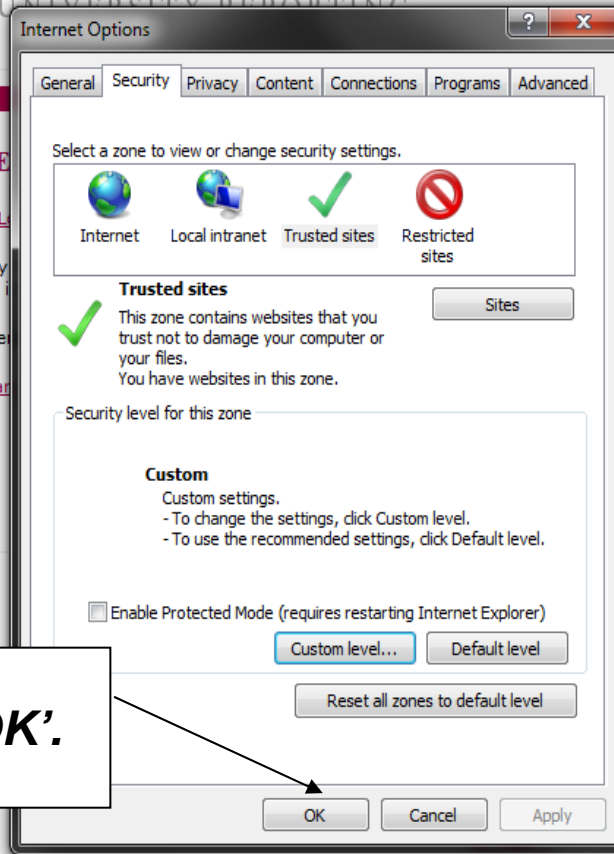 UNIVERSITY REPORTING
Internet Options
General Security Privacy Content Connections Programs Advanced
Select a zone to view or change security settings.
Internet Local intranet Trusted sites Restricted
sites
Trusted sites
Sites
This zone contains websites that you
trust not to damage your computer or
your files.
You have websites in this zone.
Security level for this zone
Custom
Custom settings.
- To change the settings, click Custom level.
- To use the recommended settings, click Default level.
Enable Protected Mode (requires restarting Internet Explorer)
Custom level... Default level
Reset all zones to default level
OK'.
OK Cancel Apply